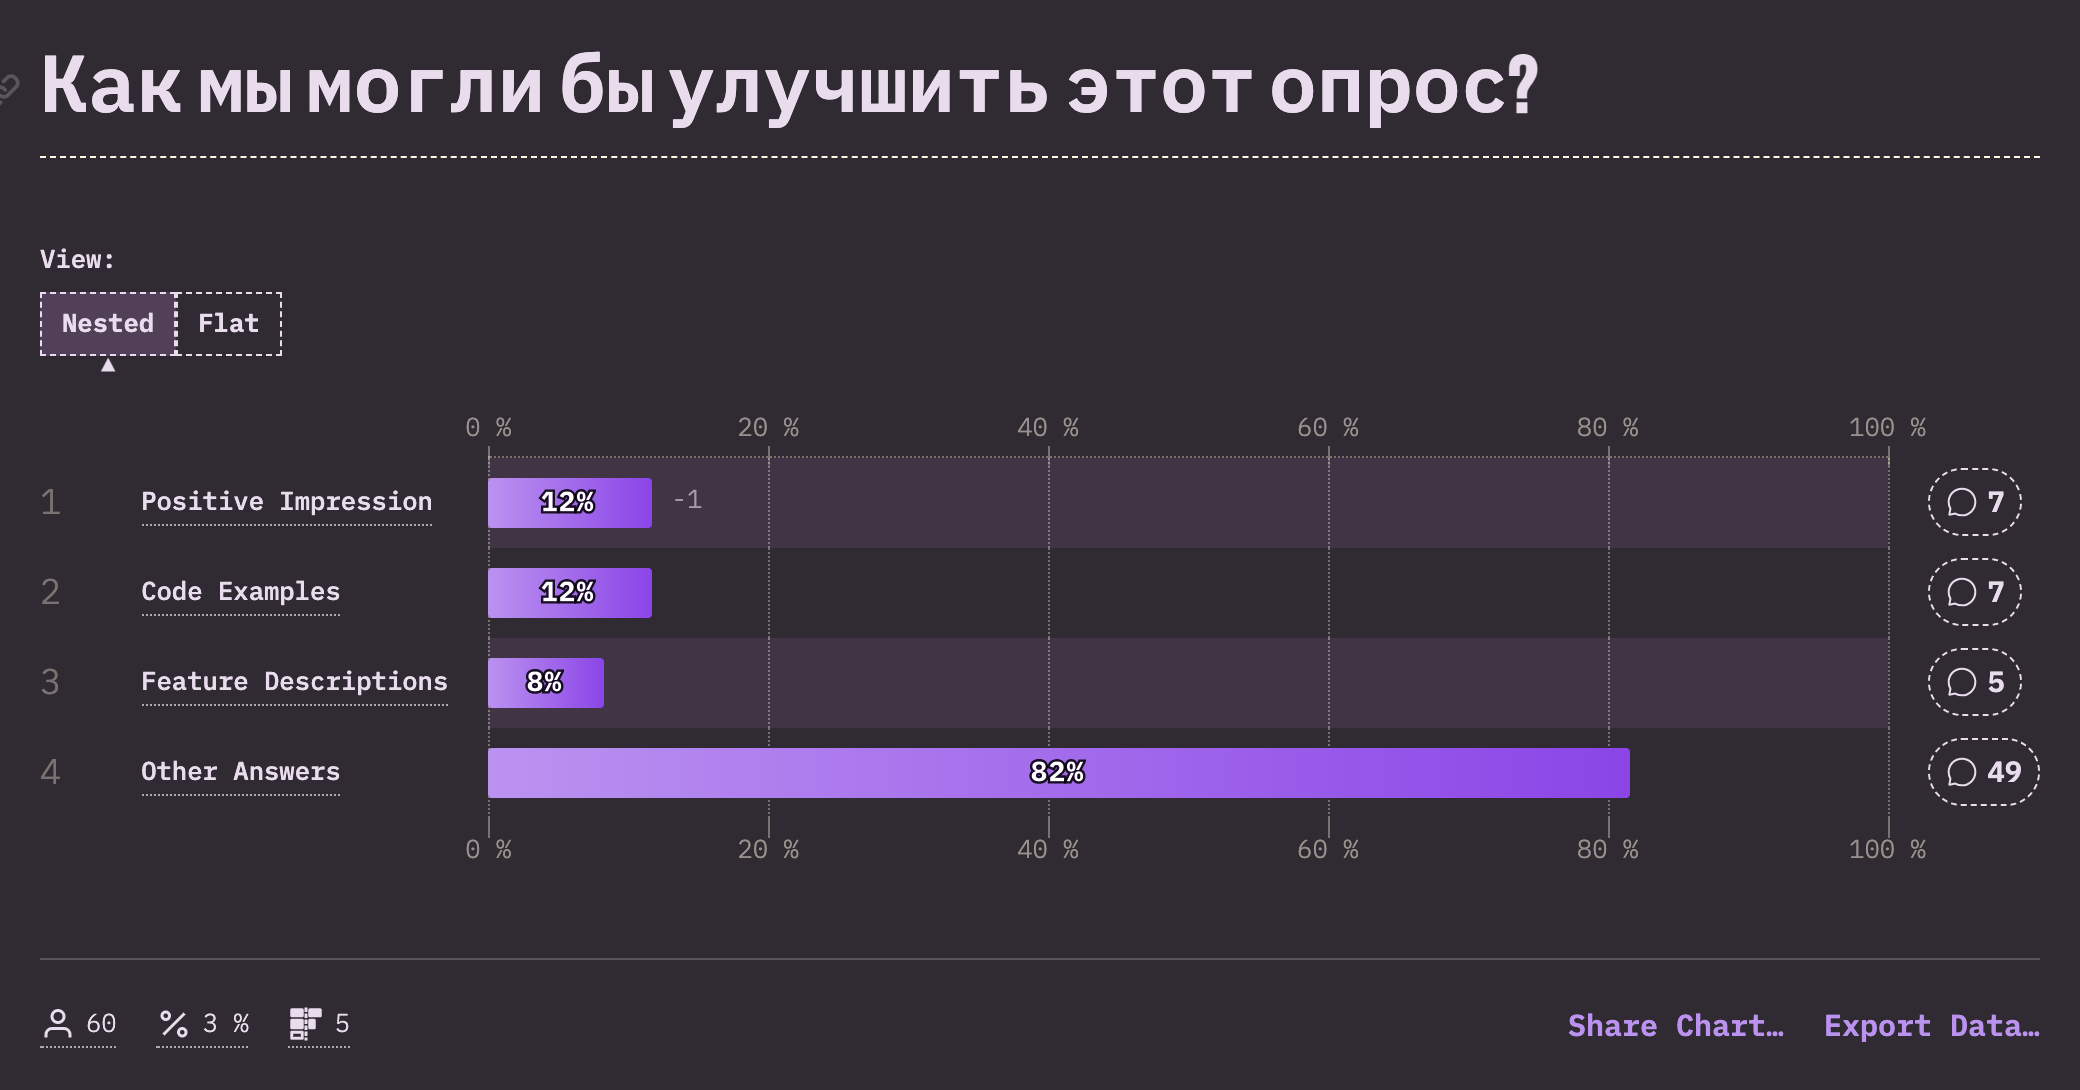 Как мы могли бы улучшить этот опрос?
View:
Nested Flat
0 % 20 % 40 % 60 % 80 % 100 %
1 Positive Impression 12% -1 7
2 Code Examples 12% 7
3 Feature Descriptions 8% 5
4 Other Answers 82% 49
0 % 20 % 40 % 60 % 80 % 100 %
60 3 % 5 Share Chart… Export Data…